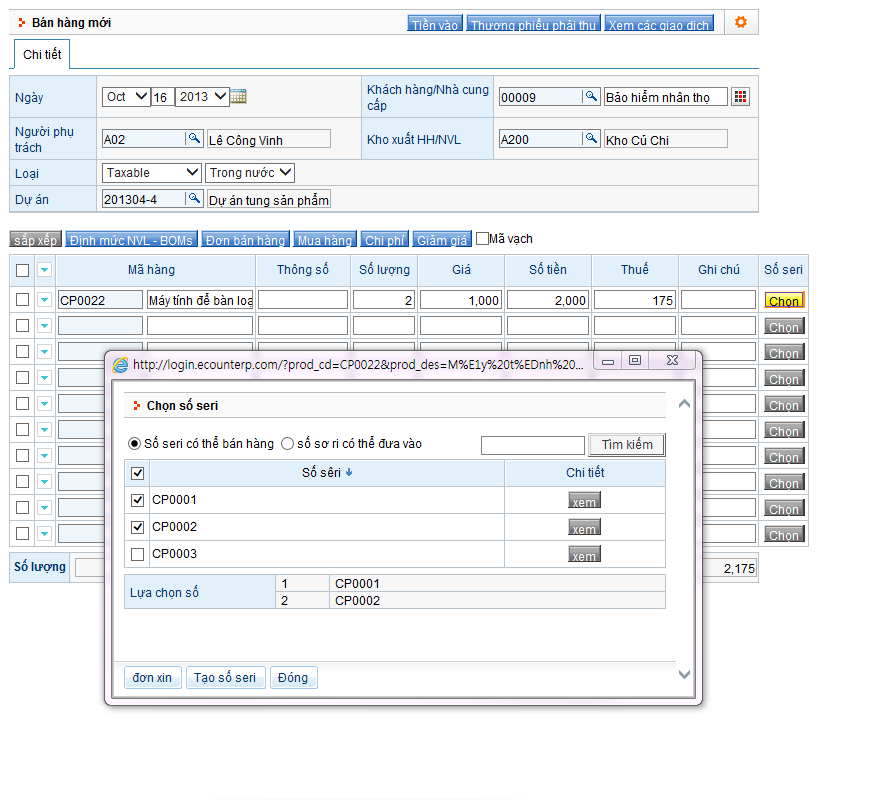 Bán hàng mới
Tiền vào Thương phiếu phải thu Xem các giao dịch
Chi tiết
Ngày Oct 16 2013 Khách hàng/Nhà cung cấp 00009 Bảo hiểm nhân thọ
Người phụ trách A02 Lê Công Vinh Kho xuất HH/NVL A200 Kho Củ Chi
Loại Taxable Trong nước
Dự án 201304-4 Dự án tung sản phẩm
sắp xếp Định mức NVL - BOMs Đơn bán hàng Mua hàng Chi phí Giảm giá Mã vạch
Mã hàng Thông số Số lượng Giá Số tiền Thuế Ghi chú Số seri
CP0022 Máy tính để bàn loạ 2 1,000 2,000 175 Chọn
Chọn
Chọn
Chọn
Chọn
Chọn
Chọn
Chọn
Chọn
Chọn
Số lượng 2,175
http://login.ecounterp.com/?prod_cd=CP0022&prod_des=M%E1y%20t%EDnh%20...
Chọn số seri
Số seri có thể bán hàng số sơ ri có thể đưa vào Tìm kiếm
Số sêri Chi tiết
CP0001 xem
CP0002 xem
CP0003 xem
Lựa chọn số 1 CP0001
2 CP0002
đơn xin Tạo số seri Đóng